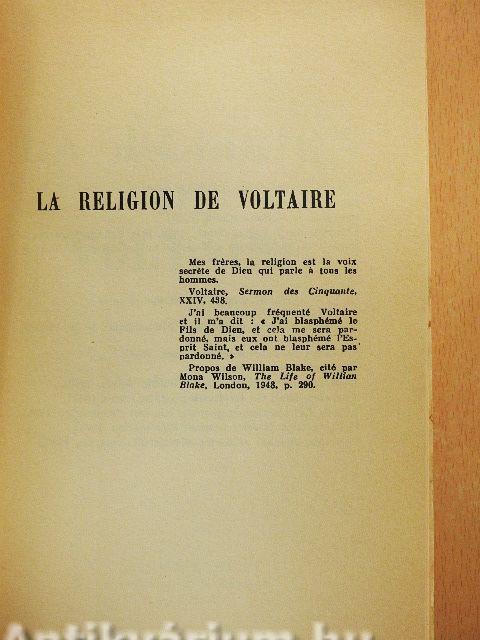 LA RELIGION DE VOLTAIRE
Mes frères, la religion est la voix
secrète de Dieu qui parle à tous les
hommes.
Voltaire, Sermon des Cinquante,
XXIV, 438.
J'ai beaucoup fréquenté Voltaire
et il m'a dit : « J'ai blasphémé le
Fils de Dieu, et cela me sera par-
donné, mais eux ont blasphémé l'Es-
prit Saint, et cela ne leur sera pas
pardonné. »
Propos de William Blake, cité par
Mona Wilson, The Life of Willian
Blake, London, 1948, p. 290.
Antikvárium.hu